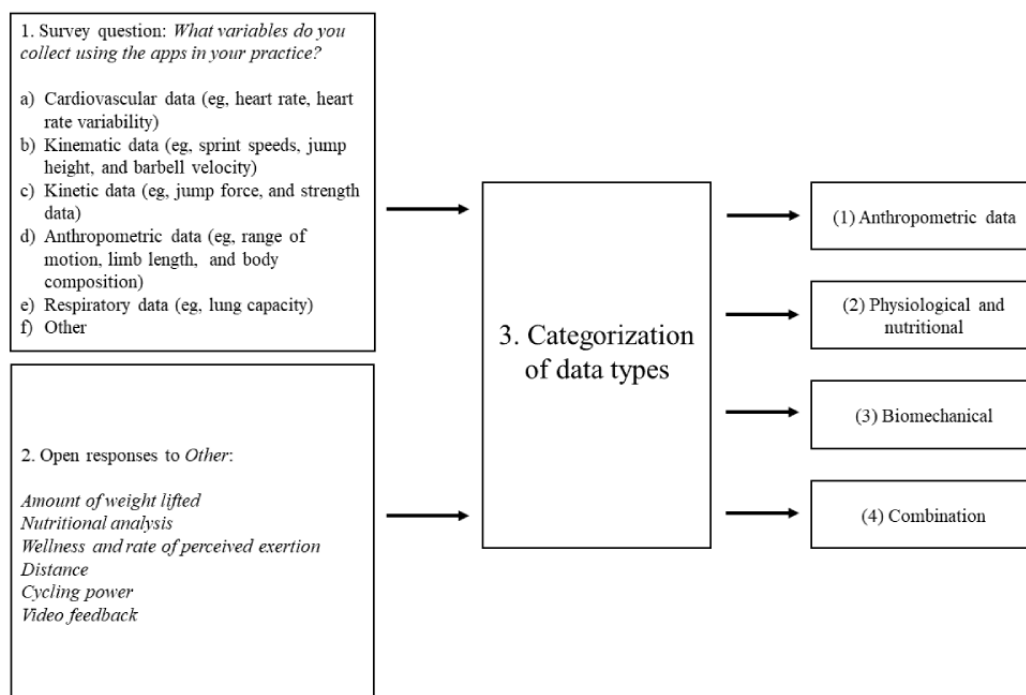 1. Survey question: What variables do you
collect using the apps in your practice?
a) Cardiovascular data (eg, heart rate, heart
rate variability)
b) Kinematic data (eg, sprint speeds, jump
height, and barbell velocity)
c) Kinetic data (eg, jump force, and strength
data)
d) Anthropometric data (eg, range of
motion, limb length, and body
composition)
e) Respiratory data (eg, lung capacity)
f) Other
2. Open responses to Other:
Amount of weight lifted
Nutritional analysis
Wellness and rate of perceived exertion
Distance
Cycling power
Video feedback
3. Categorization
of data types
(1) Anthropometric data
(2) Physiological and
nutritional
(3) Biomechanical
(4) Combination